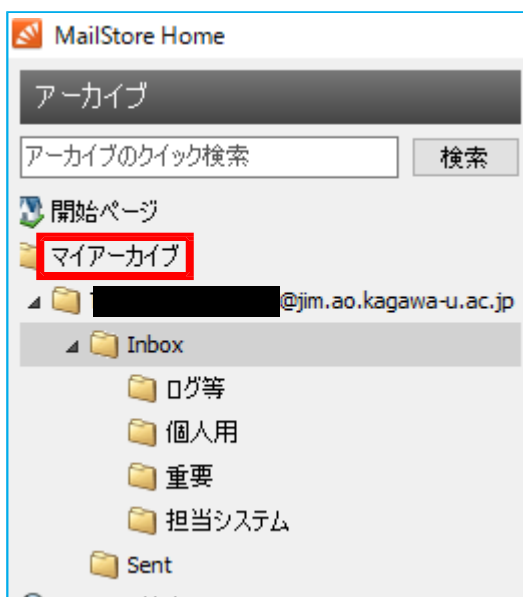 MailStore Home
アーカイブ
アーカイブのクイック検索 検索
開始ページ
マイアーカイブ
@jim.ao.kagawa-u.ac.jp
Inbox
ログ等
個人用
重要
担当システム
Sent